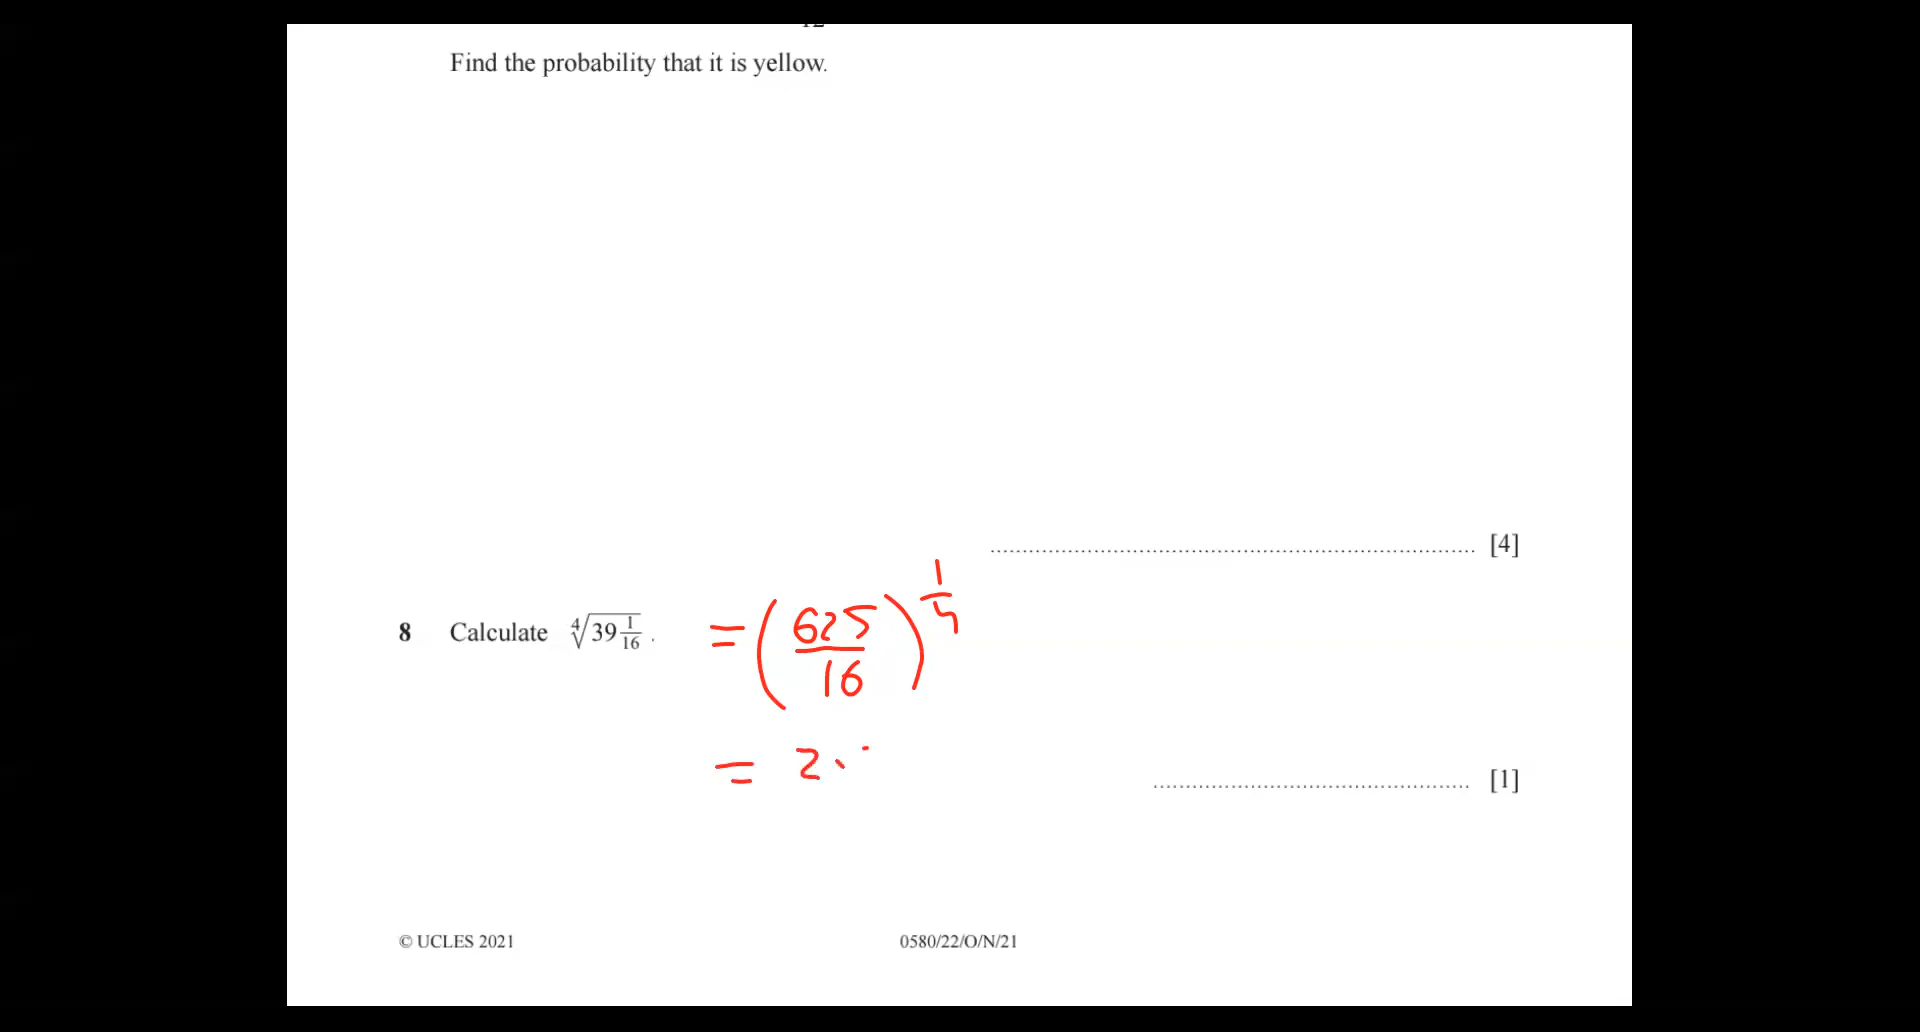 Find the probability that it is yellow.
[4]
8 Calculate ∜39 1/16 . = (625/16)^1/4
= 2.
[1]
© UCLES 2021 0580/22/O/N/21